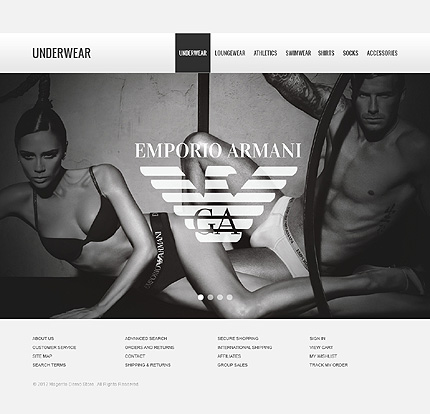 UNDERWEAR
UNDERWEAR LOUNGEWEAR ATHLETICS SWIMWEAR SHIRTS SOCKS ACCESSORIES
EMPORIO ARMANI
GA
ABOUT US
CUSTOMER SERVICE
SITE MAP
SEARCH TERMS
ADVANCED SEARCH
ORDERS AND RETURNS
CONTACT
SHIPPING & RETURNS
SECURE SHOPPING
INTERNATIONAL SHIPPING
AFFILIATES
GROUP SALES
SIGN IN
VIEW CART
MY WISHLIST
TRACK MY ORDER
© 2012 Magento Demo Store. All Rights Reserved.